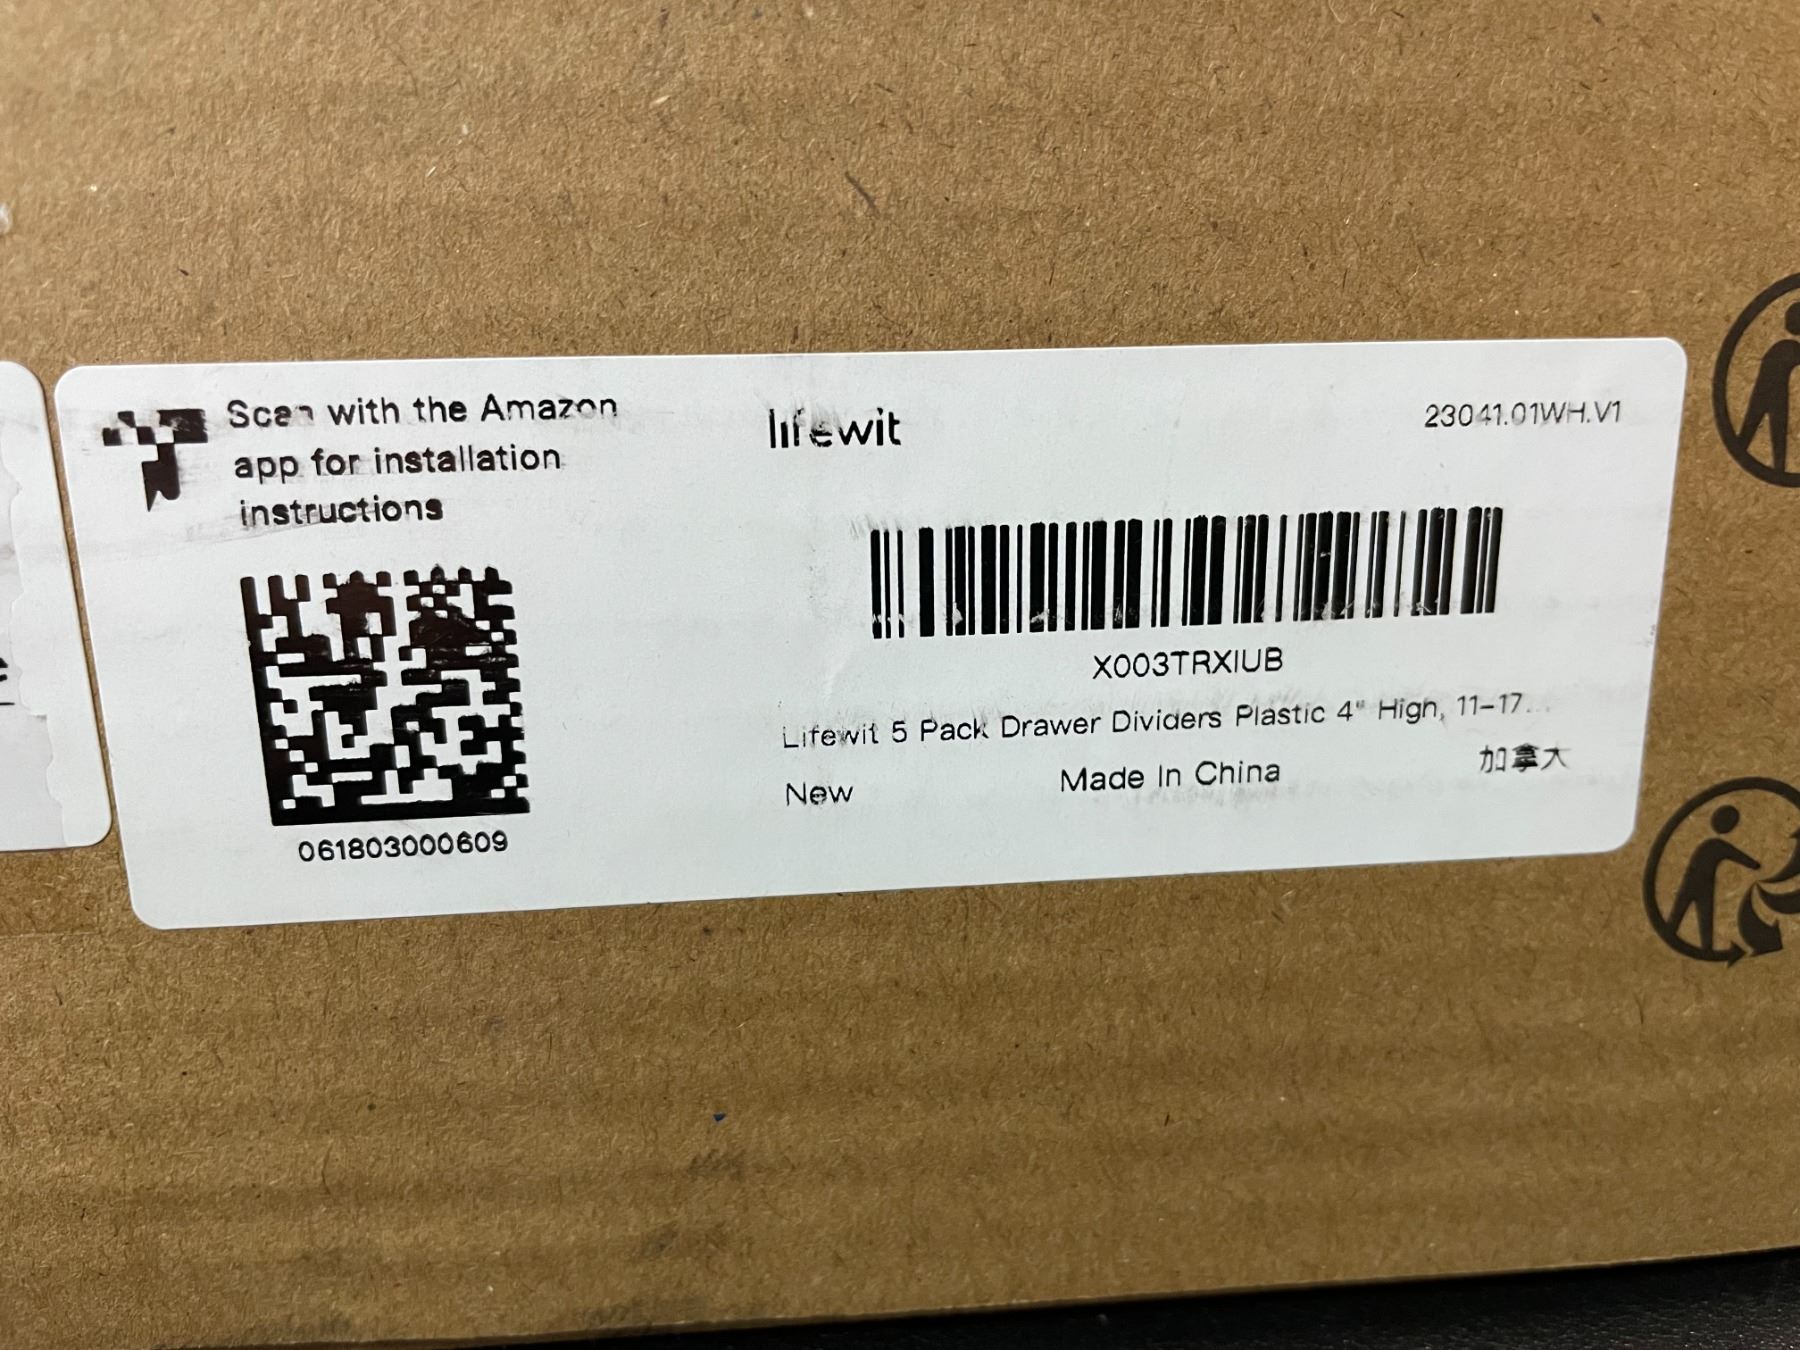 Scan with the Amazon
app for installation
instructions
061803000609
lifewit
23041.01WH.V1
X003TRXIUB
Lifewit 5 Pack Drawer Dividers Plastic 4" High, 11-17...
New
Made In China
加拿大